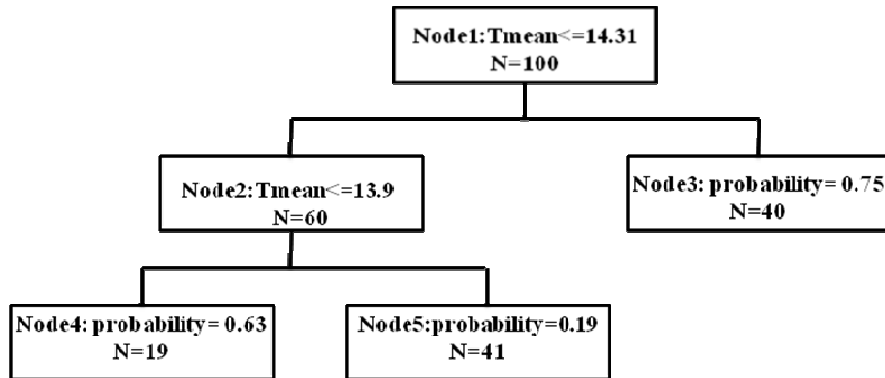 Node1:Tmean<=14.31
N=100
Node2:Tmean<=13.9
N=60
Node3: probability= 0.75
N=40
Node4: probability= 0.63
N=19
Node5:probability=0.19
N=41